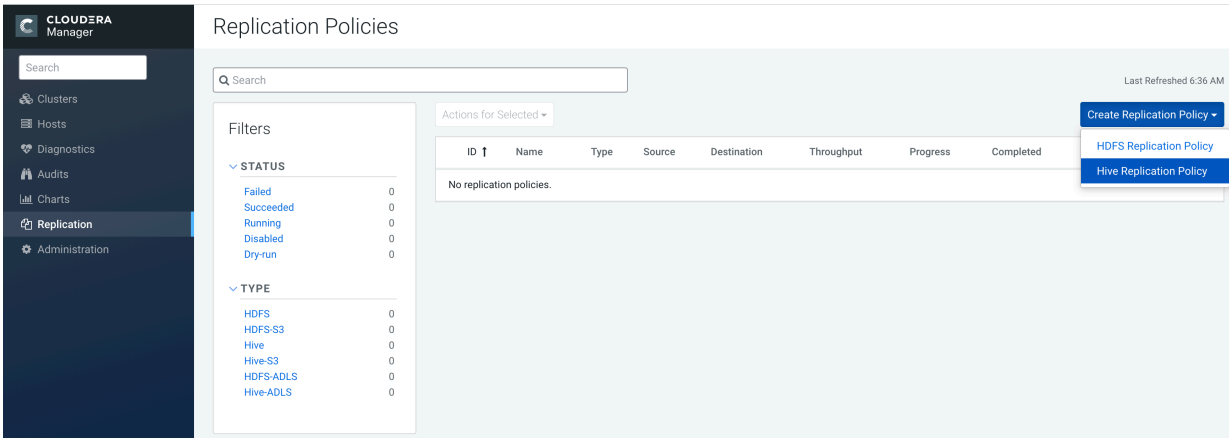 CLOUDERA
Manager
Search
Clusters
Hosts
Diagnostics
Audits
Charts
Replication
Administration
Replication Policies
Search
Last Refreshed 6:36 AM
Filters
STATUS
Failed 0
Succeeded 0
Running 0
Disabled 0
Dry-run 0
TYPE
HDFS 0
HDFS-S3 0
Hive 0
Hive-S3 0
HDFS-ADLS 0
Hive-ADLS 0
Actions for Selected
Create Replication Policy
HDFS Replication Policy
Hive Replication Policy
ID Name Type Source Destination Throughput Progress Completed
No replication policies.